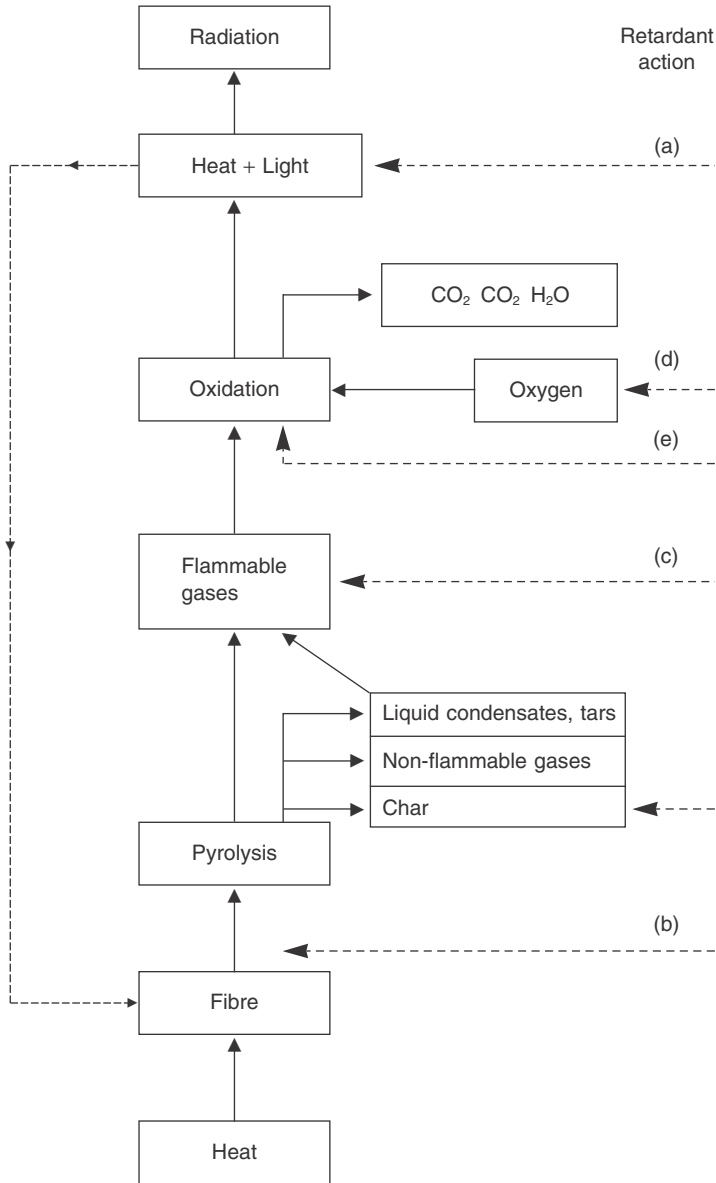 Radiation
Retardant
action
Heat + Light
(a)
CO₂ CO₂ H₂O
Oxidation
Oxygen
(d)
(e)
Flammable
gases
(c)
Liquid condensates, tars
Non-flammable gases
Char
Pyrolysis
(b)
Fibre
Heat